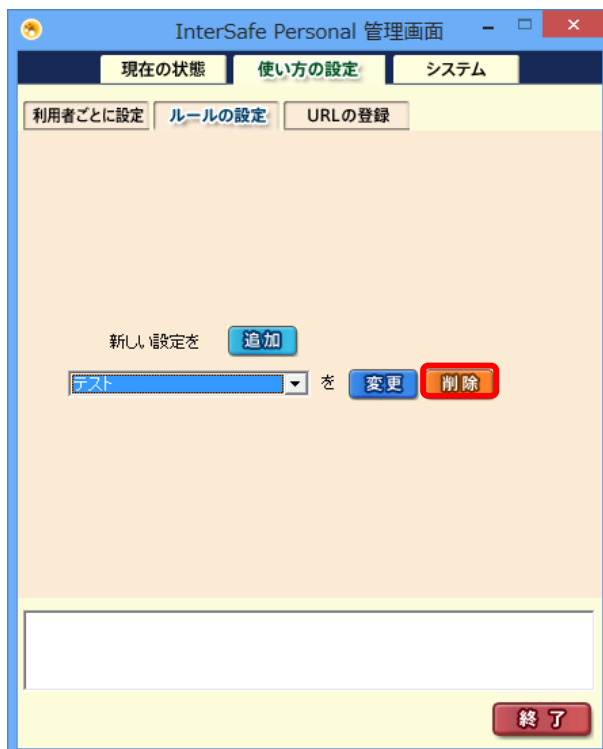 InterSafe Personal 管理画面
現在の状態 使い方の設定 システム
利用者ごとに設定 ルールの設定 URLの登録
新しい設定を 追加
テスト を 変更 削除
終了